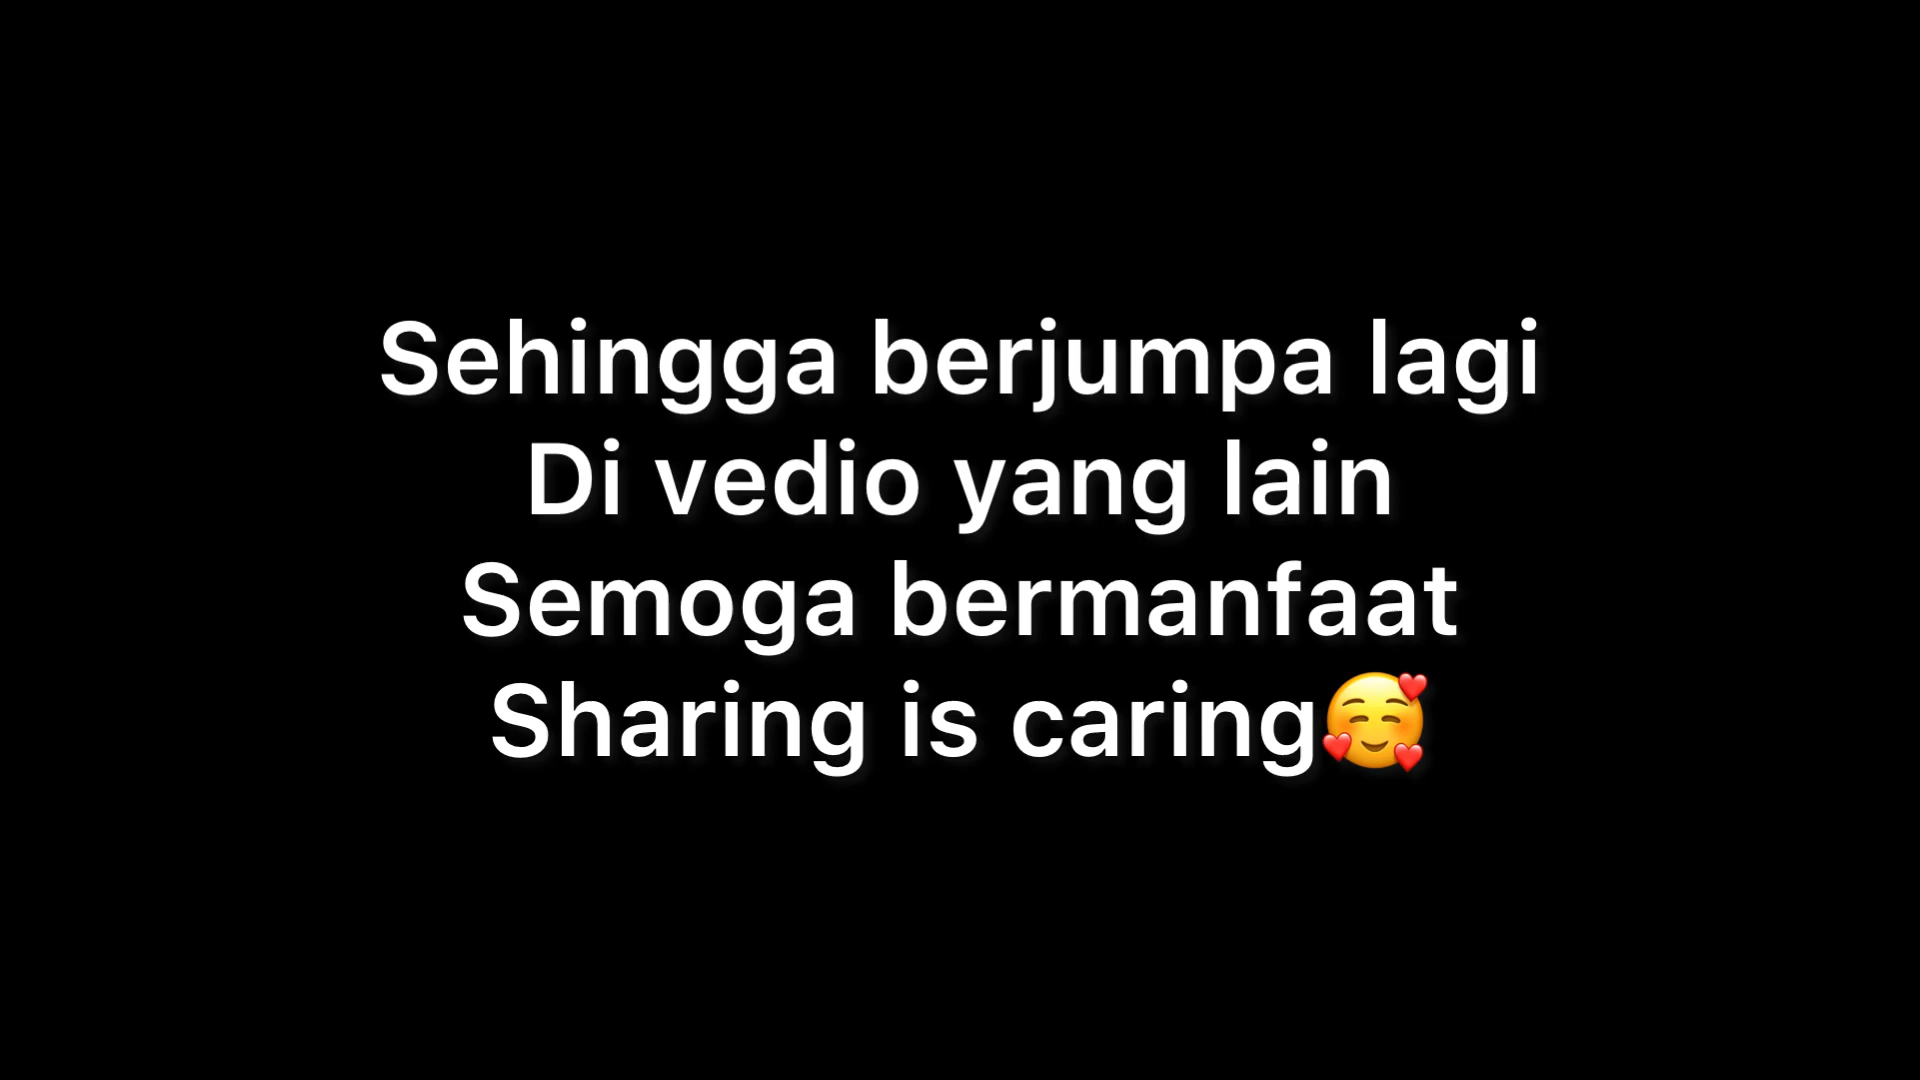 Sehingga berjumpa lagi
Di vedio yang lain
Semoga bermanfaat
Sharing is caring🥰